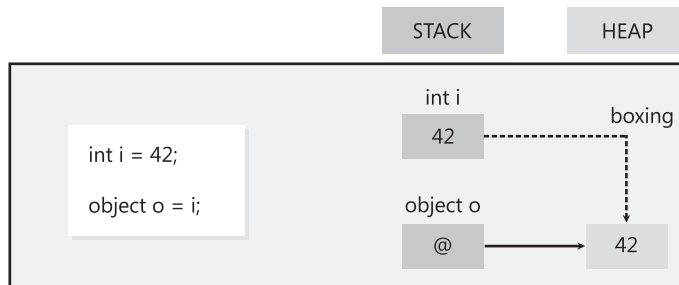 STACK HEAP
int i
boxing
int i = 42;
42
object o = i;
object o
@ 42